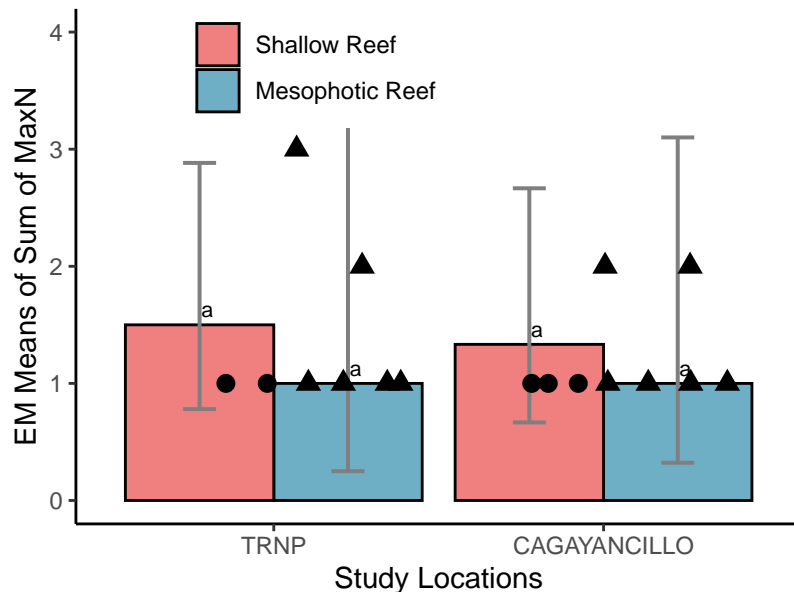 Shallow Reef
Mesophotic Reef
EM Means of Sum of MaxN
4
3
2
1
0
a
a
a
a
TRNP
CAGAYANCILLO
Study Locations